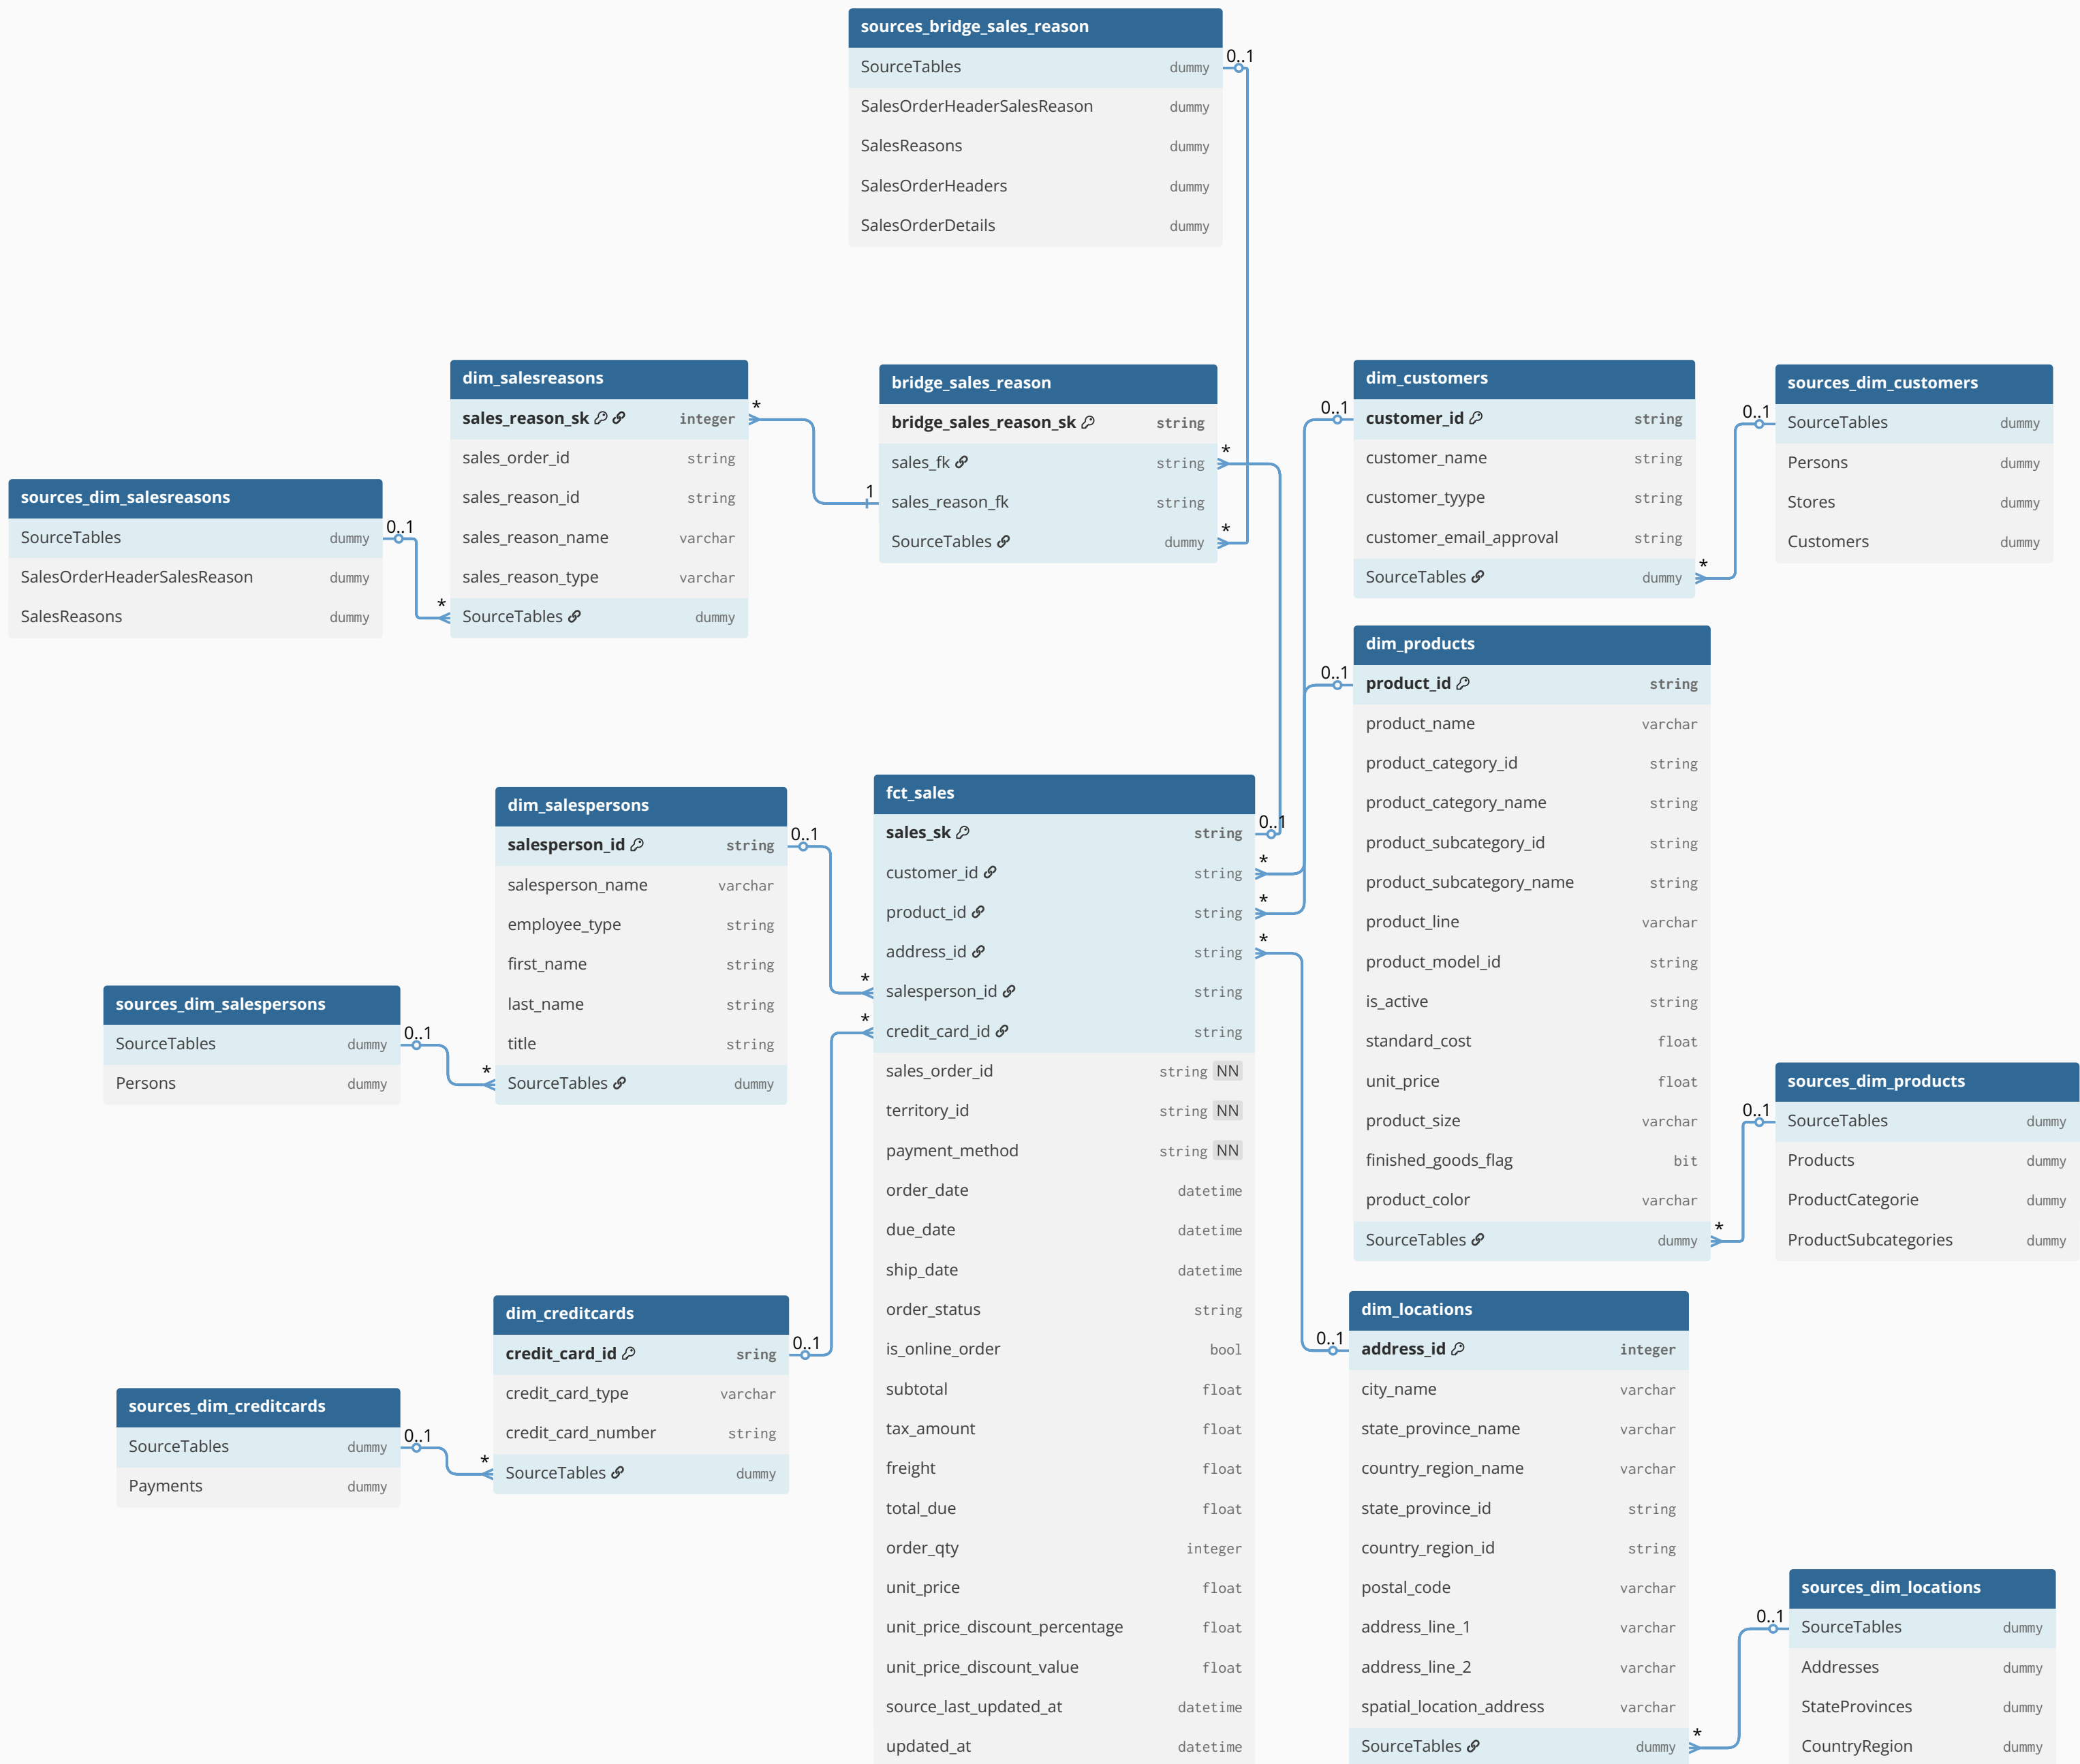 sources_bridge_sales_reason
SourceTables dummy
SalesOrderHeaderSalesReason dummy
SalesReasons dummy
SalesOrderHeaders dummy
SalesOrderDetails dummy
0..1
dim_salesreasons
sales_reason_sk integer
sales_order_id string
sales_reason_id string
sales_reason_name varchar
sales_reason_type varchar
SourceTables dummy
*
*
bridge_sales_reason
bridge_sales_reason_sk string
sales_fk string
sales_reason_fk string
SourceTables dummy
1
*
*
dim_customers
customer_id string
customer_name string
customer_tyype string
customer_email_approval string
SourceTables dummy
0..1
*
sources_dim_customers
SourceTables dummy
Persons dummy
Stores dummy
Customers dummy
0..1
sources_dim_salesreasons
SourceTables dummy
SalesOrderHeaderSalesReason dummy
SalesReasons dummy
0..1
dim_products
product_id string
product_name varchar
product_category_id string
product_category_name string
product_subcategory_id string
product_subcategory_name string
product_line varchar
product_model_id string
is_active string
standard_cost float
unit_price float
product_size varchar
finished_goods_flag bit
product_color varchar
SourceTables dummy
0..1
*
dim_salespersons
salesperson_id string
salesperson_name varchar
employee_type string
first_name string
last_name string
title string
SourceTables dummy
0..1
*
fct_sales
sales_sk string
customer_id string
product_id string
address_id string
salesperson_id string
credit_card_id string
sales_order_id string NN
territory_id string NN
payment_method string NN
order_date datetime
due_date datetime
ship_date datetime
order_status string
is_online_order bool
subtotal float
tax_amount float
freight float
total_due float
order_qty integer
unit_price float
unit_price_discount_percentage float
unit_price_discount_value float
source_last_updated_at datetime
updated_at datetime
0..1
*
*
*
*
*
sources_dim_salespersons
SourceTables dummy
Persons dummy
0..1
sources_dim_products
SourceTables dummy
Products dummy
ProductCategorie dummy
ProductSubcategories dummy
0..1
dim_creditcards
credit_card_id sring
credit_card_type varchar
credit_card_number string
SourceTables dummy
0..1
*
sources_dim_creditcards
SourceTables dummy
Payments dummy
0..1
dim_locations
address_id integer
city_name varchar
state_province_name varchar
country_region_name varchar
state_province_id string
country_region_id string
postal_code varchar
address_line_1 varchar
address_line_2 varchar
spatial_location_address varchar
SourceTables dummy
0..1
*
sources_dim_locations
SourceTables dummy
Addresses dummy
StateProvinces dummy
CountryRegion dummy
0..1